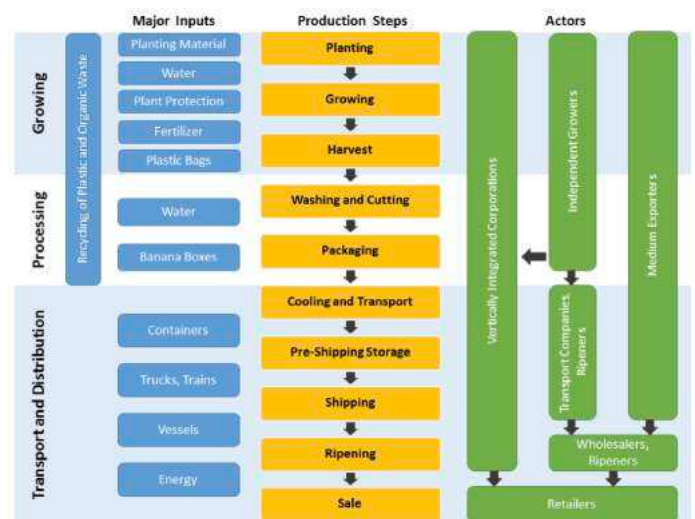 Major Inputs
Production Steps
Actors
Growing
Processing
Transport and Distribution
Recycling of Plastic and Organic Waste
Planting Material
Water
Plant Protection
Fertilizer
Plastic Bags
Water
Banana Boxes
Containers
Trucks, Trains
Vessels
Energy
Planting
Growing
Harvest
Washing and Cutting
Packaging
Cooling and Transport
Pre-Shipping Storage
Shipping
Ripening
Sale
Vertically Integrated Corporations
Independent Growers
Transport Companies,
Ripeners
Medium Exporters
Wholesalers,
Ripeners
Retailers